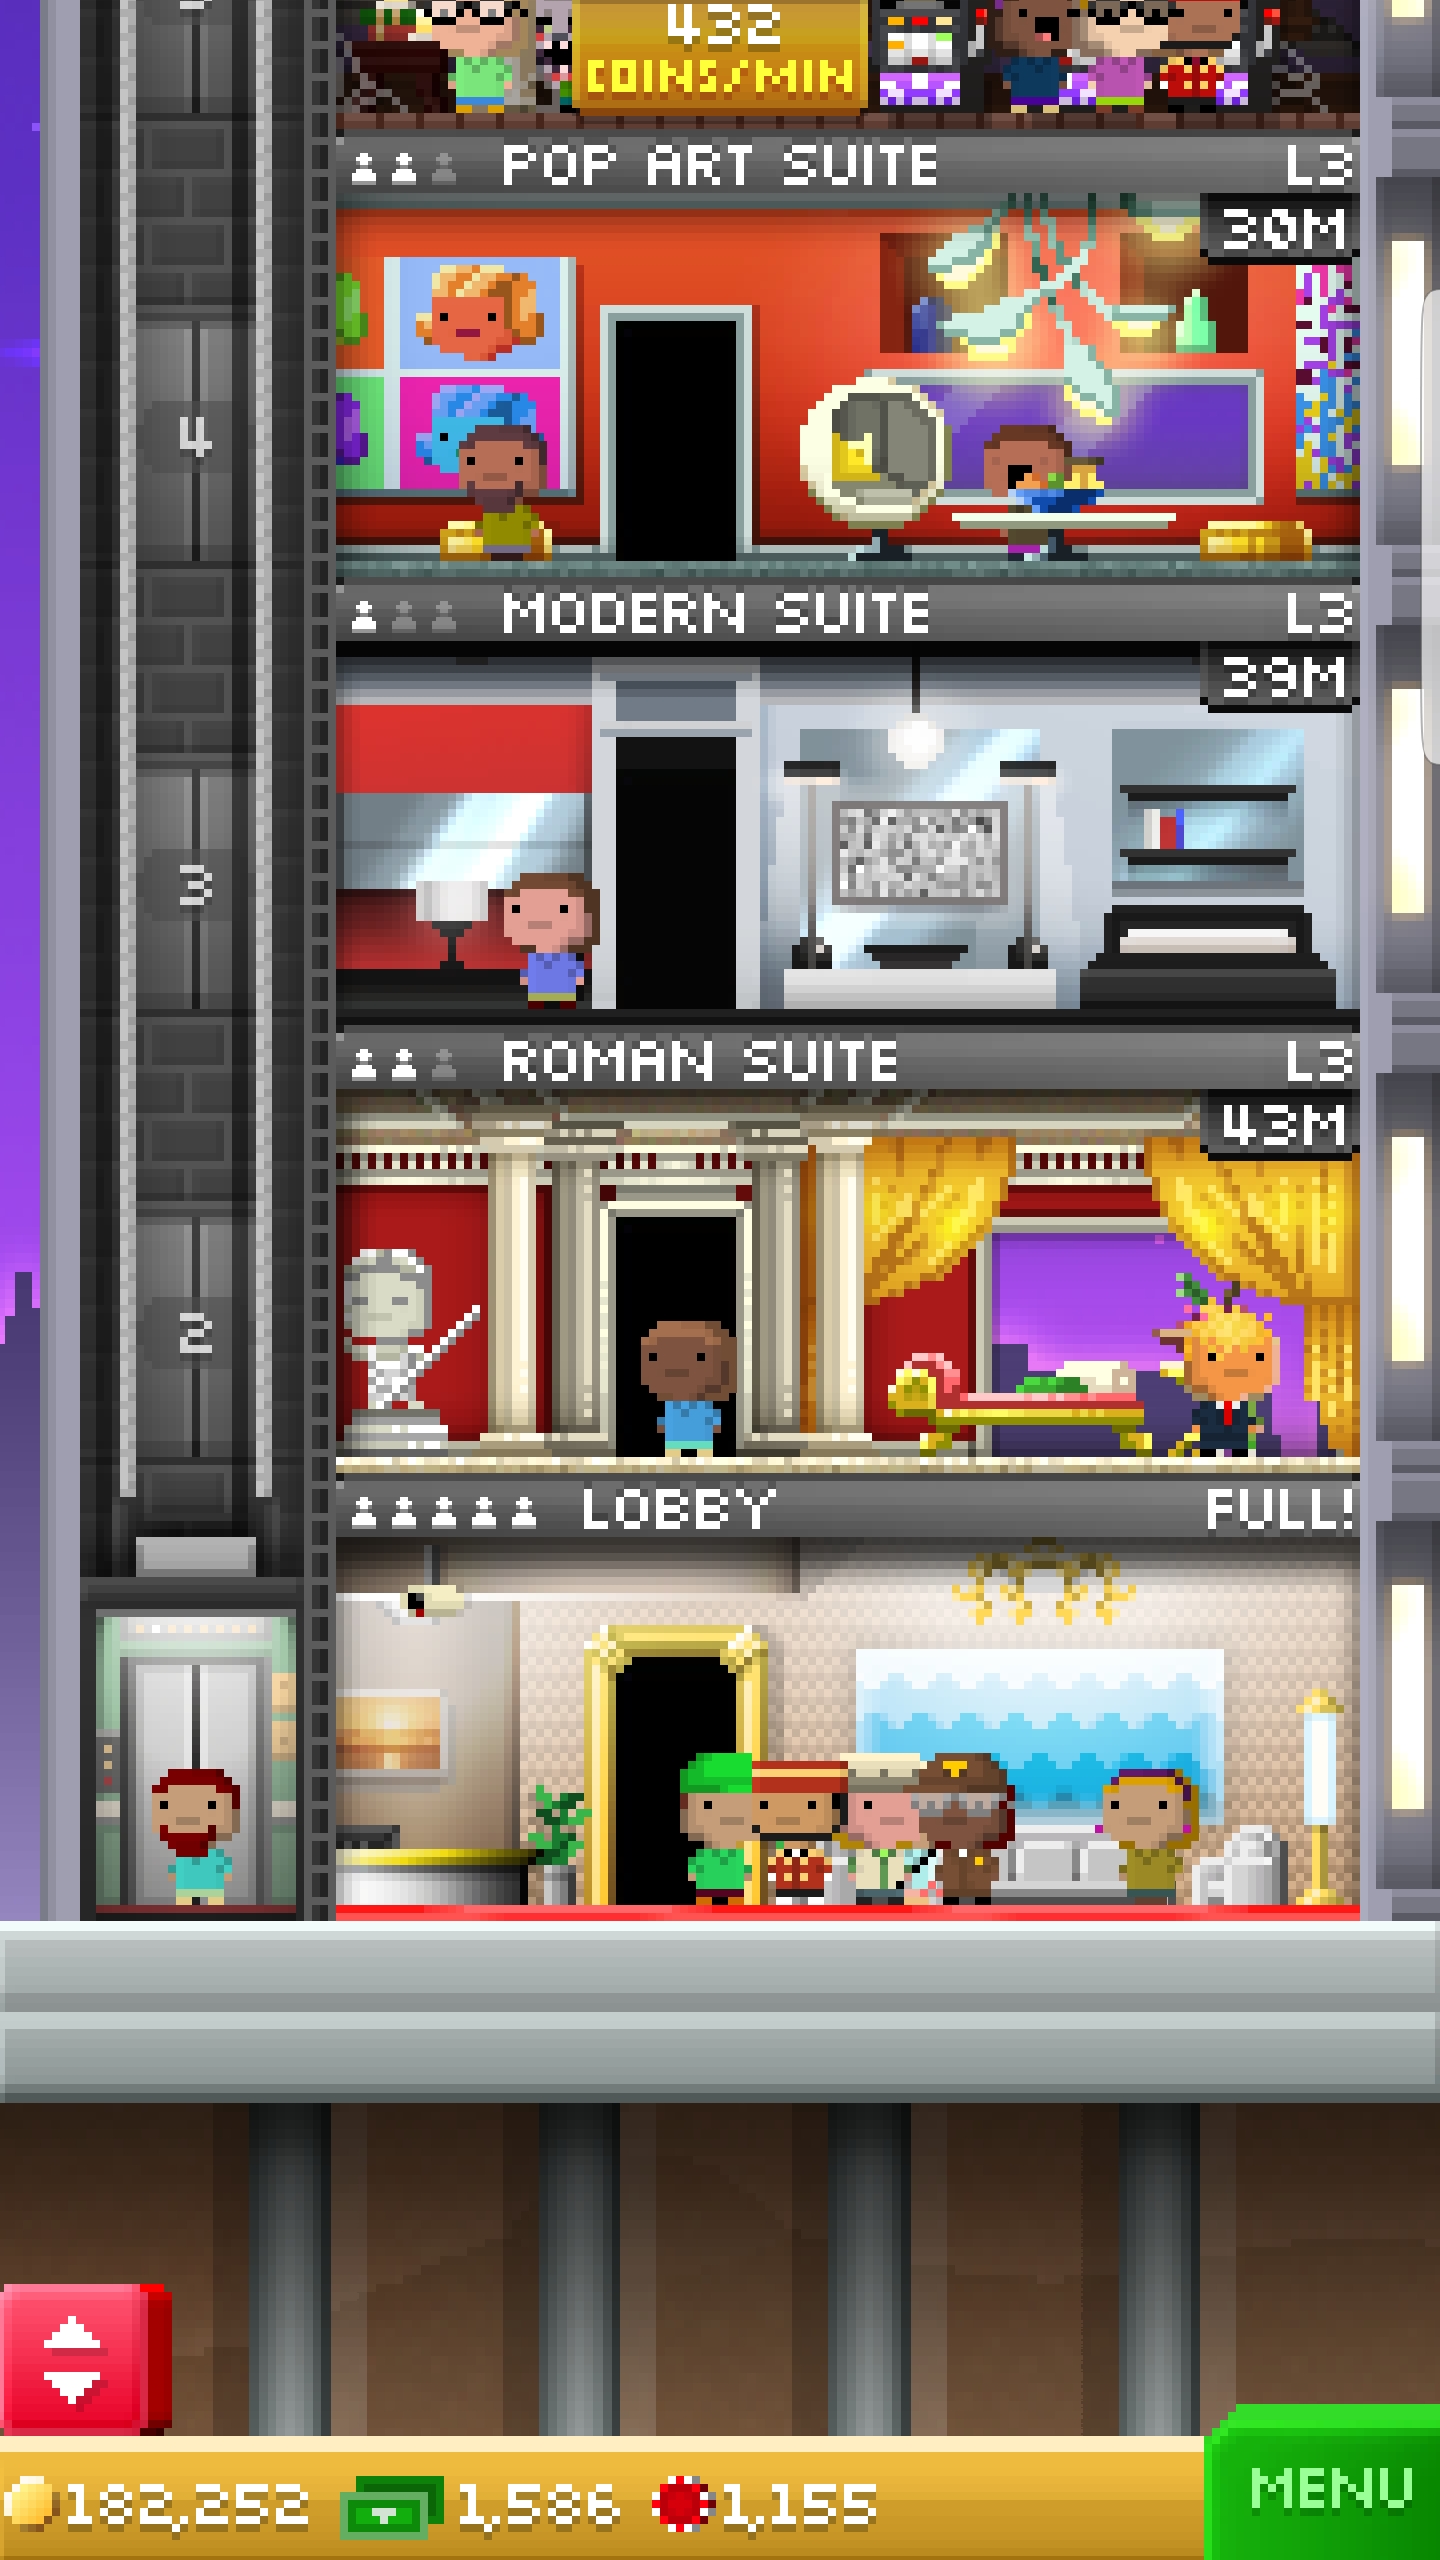 432
COINS/MIN
POP ART SUITE L3
30M
4
MODERN SUITE L3
39M
3
ROMAN SUITE L3
43M
2
LOBBY FULL!
182,252 1,586 1,155
MENU